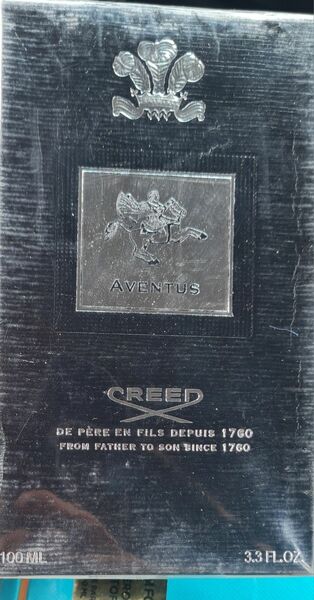 AVENTUS
CREED
DE PÈRE EN FILS DEPUIS 1760
FROM FATHER TO SON SINCE 1760
100 ML 3.3 FL.OZ.